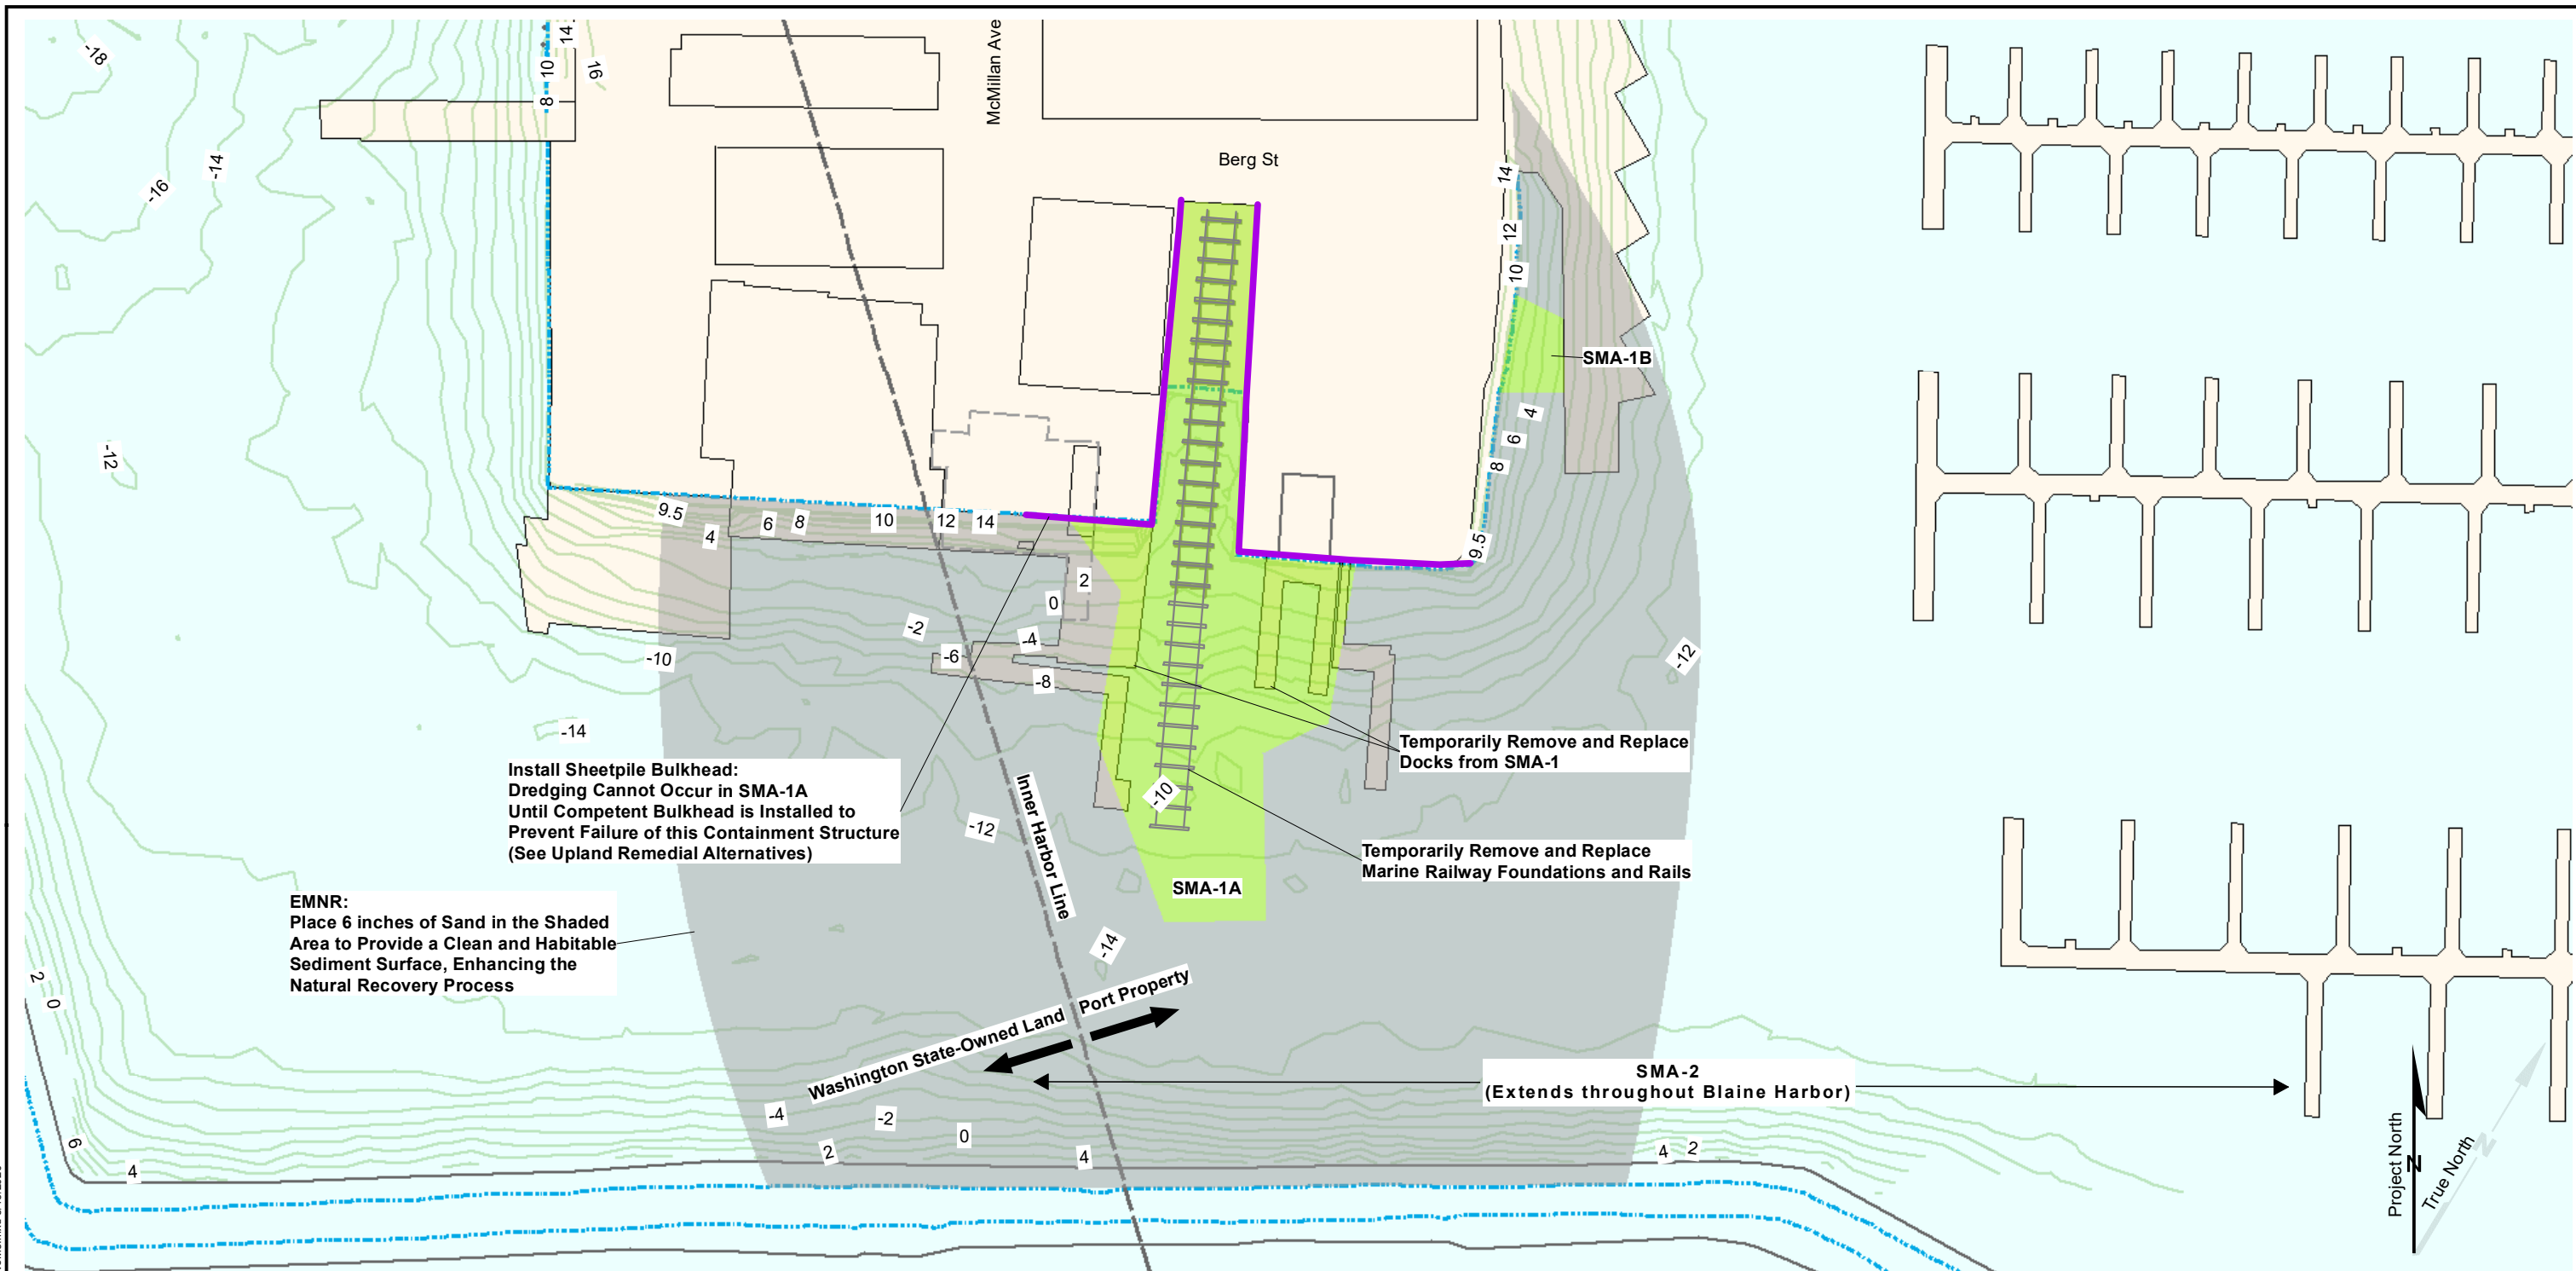 -18
14
10
8
16
-14
-16
McMillan Ave
Berg St
14
12
10
SMA-1B
4
6
8
9.5
-12
9.5
4
6
8
10
12
14
2
0
-2
-4
-6
-8
-10
-12
-14
Temporarily Remove and Replace
Docks from SMA-1
Install Sheetpile Bulkhead:
Dredging Cannot Occur in SMA-1A
Until Competent Bulkhead is Installed to
Prevent Failure of this Containment Structure
(See Upland Remedial Alternatives)
Inner Harbor Line
-10
-12
Temporarily Remove and Replace
Marine Railway Foundations and Rails
SMA-1A
EMNR:
Place 6 inches of Sand in the Shaded
Area to Provide a Clean and Habitable
Sediment Surface, Enhancing the
Natural Recovery Process
-14
2
0
Washington State-Owned Land
Port Property
SMA-2
(Extends throughout Blaine Harbor)
-4
-2
0
2
4
6
4
4
2
Project North
N
True North
N